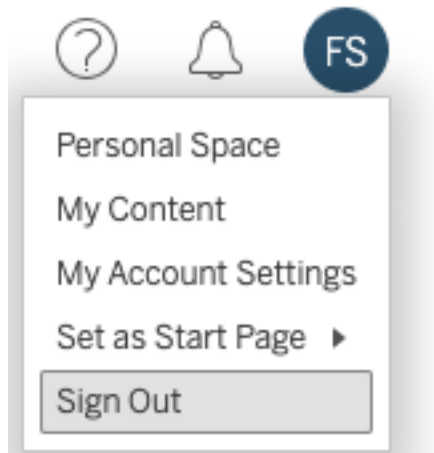 ?
FS
Personal Space
My Content
My Account Settings
Set as Start Page
Sign Out